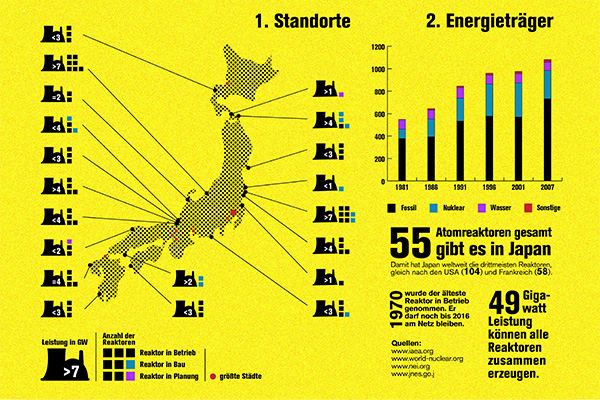 1. Standorte
2. Energieträger
<3
>7
=2
<4
<3
>4
<4
<2
=4
<3
>2
<3
>1
>4
<3
<1
>7
>4
>1
<3
1200
1000
800
600
400
200
0
1981
1986
1991
1996
2001
2007
Fossil
Nuklear
Wasser
Sonstige
55 Atomreaktoren gesamt
gibt es in Japan
Damit hat Japan weltweit die drittmeisten Reaktoren,
gleich nach den USA (104) und Frankreich (58).
1970
wurde der älteste
Reaktor in Betrieb
genommen. Er
darf noch bis 2016
am Netz bleiben.
Quellen:
www.iaea.org
www.world-nuclear.org
www.nei.org
www.jnes.go.j
49 Giga-
watt
Leistung
können alle
Reaktoren
zusammen
erzeugen.
Leistung in GW
>7
Anzahl der
Reaktoren
Reaktor in Betrieb
Reaktor in Bau
Reaktor in Planung
größte Städte